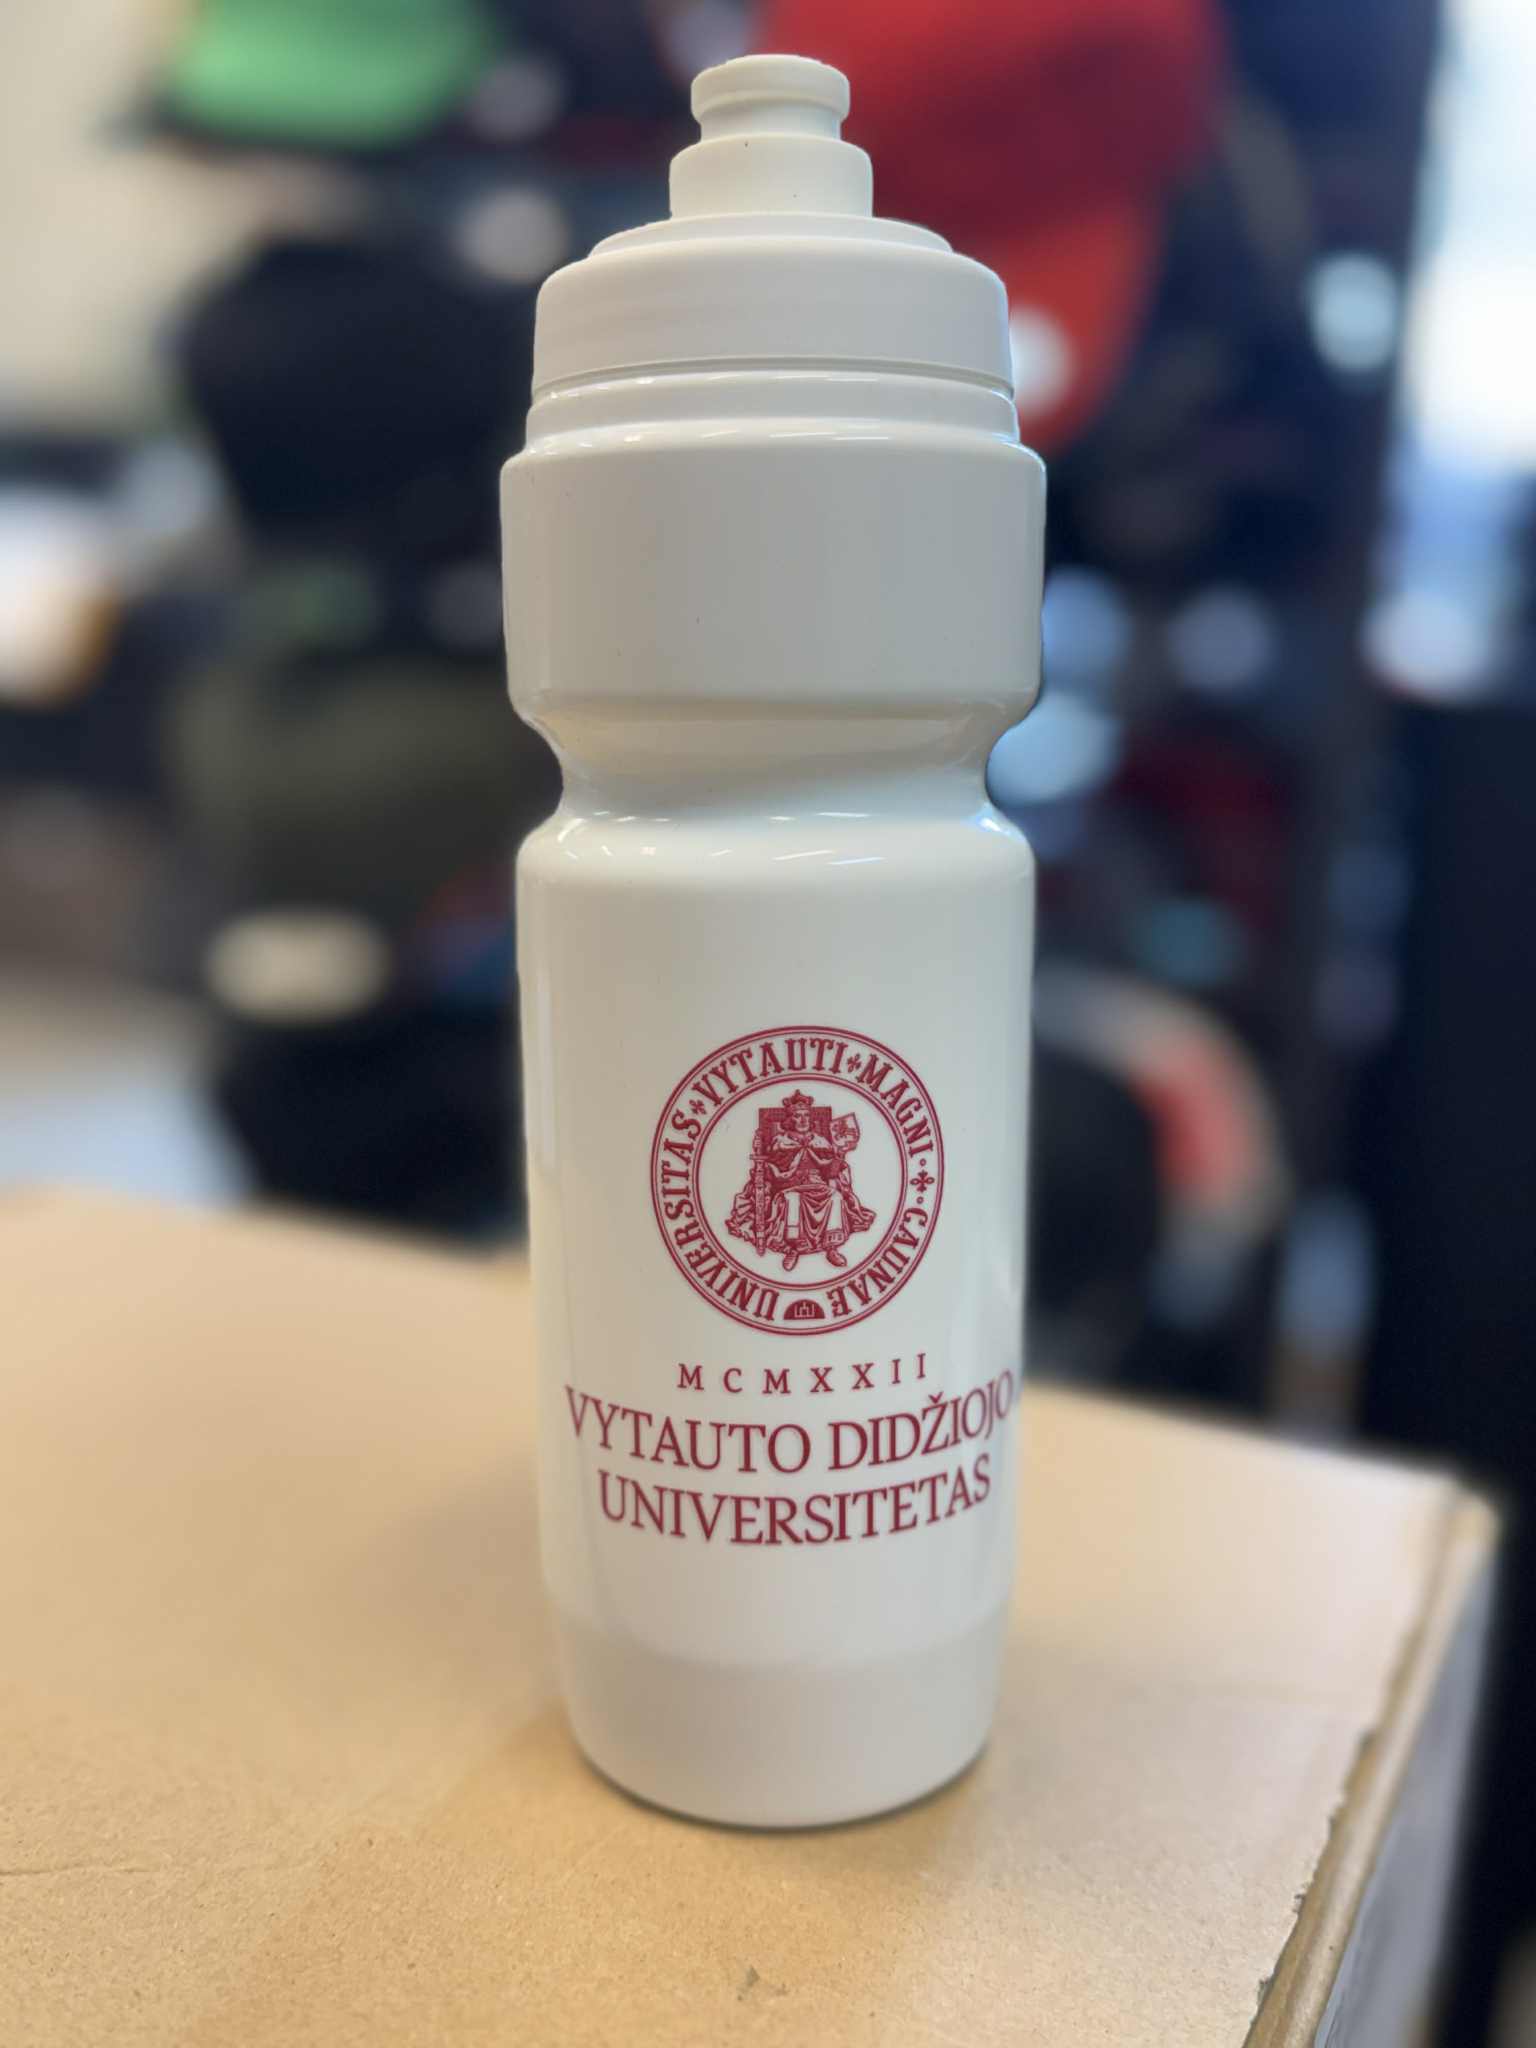 UNIVERSITAS VYTAUTI MAGNI CAUNAE
MCMXXII
VYTAUTO DIDŽIOJO
UNIVERSITETAS